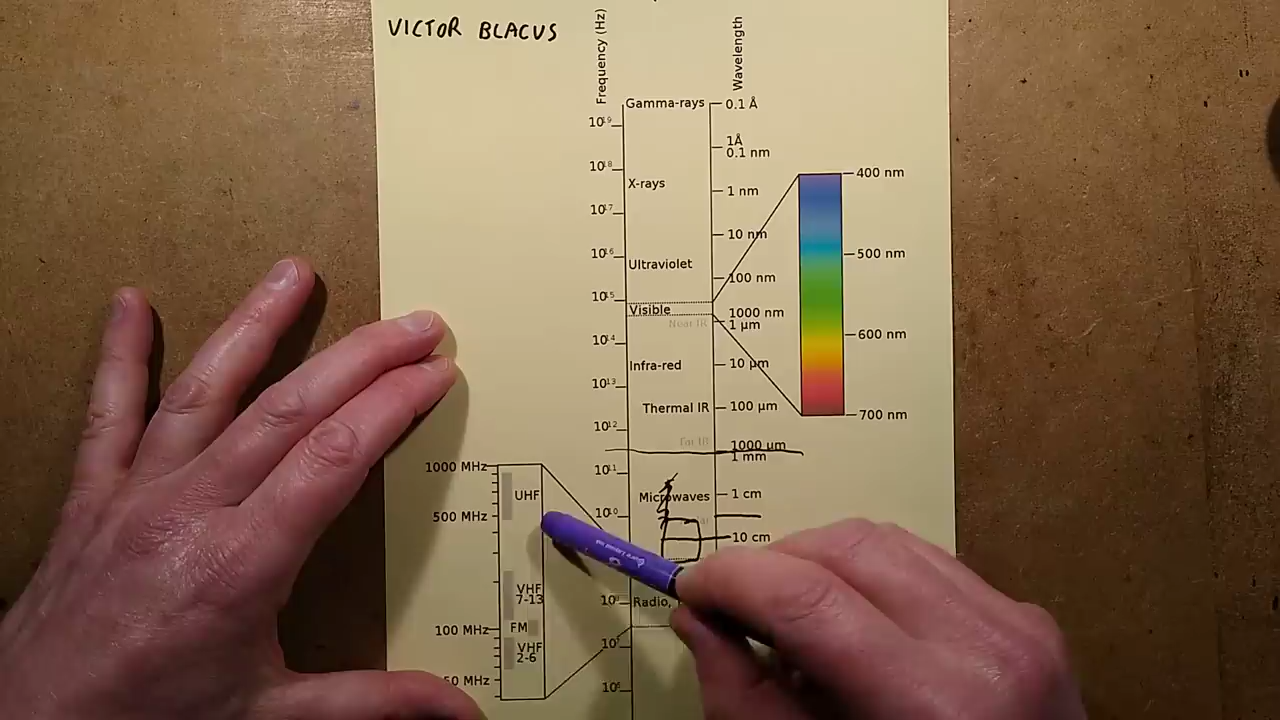 VICTOR BLACUS
Frequency (Hz)
Wavelength
Gamma-rays
0.1 Å
10¹⁹
1Å
0.1 nm
10¹⁸
400 nm
X-rays
1 nm
10¹⁷
10 nm
500 nm
10¹⁶
Ultraviolet
100 nm
10¹⁵
Visible
1000 nm
Near IR
1 µm
600 nm
10¹⁴
Infra-red
10 µm
10¹³
Thermal IR
100 µm
700 nm
10¹²
Far IR
1000 µm
1 mm
1000 MHz
10¹¹
UHF
Microwaves
1 cm
500 MHz
10¹⁰
10 cm
VHF
7-13
Radio,
FM
100 MHz
VHF
2-6
50 MHz
10⁶